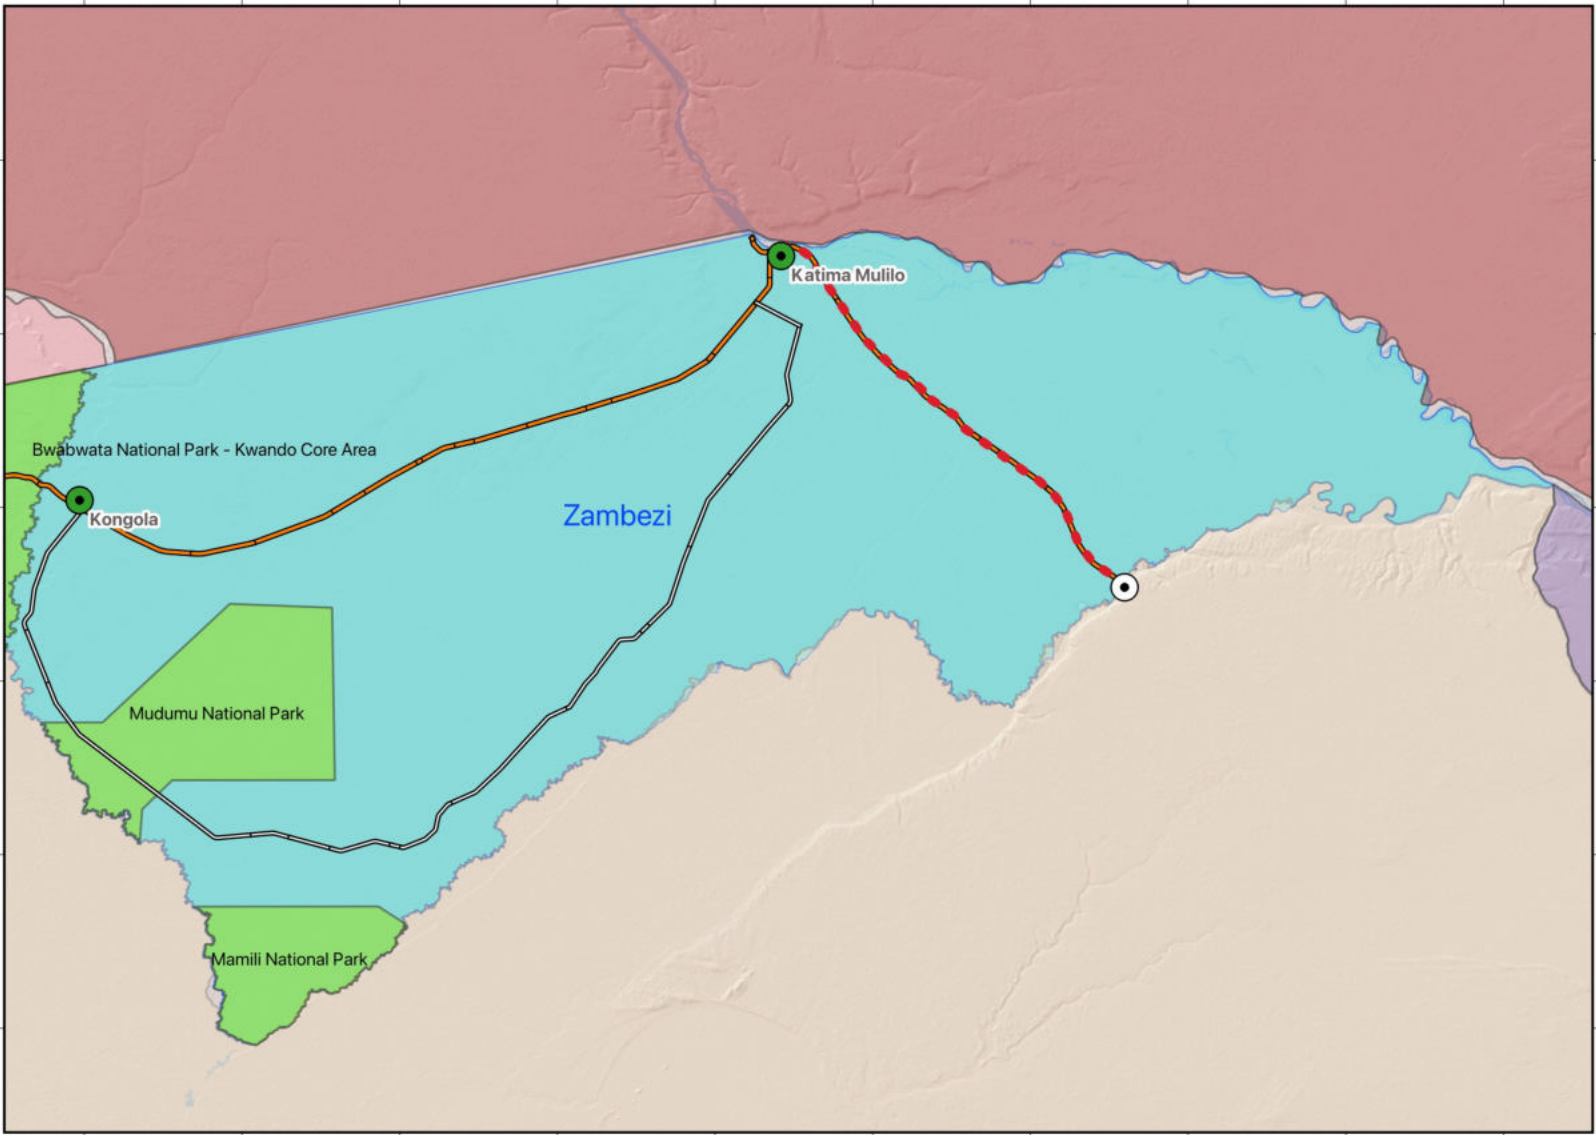 Katima Mulilo
Bwabwata National Park - Kwando Core Area
Kongola
Zambezi
Mudumu National Park
Mamili National Park